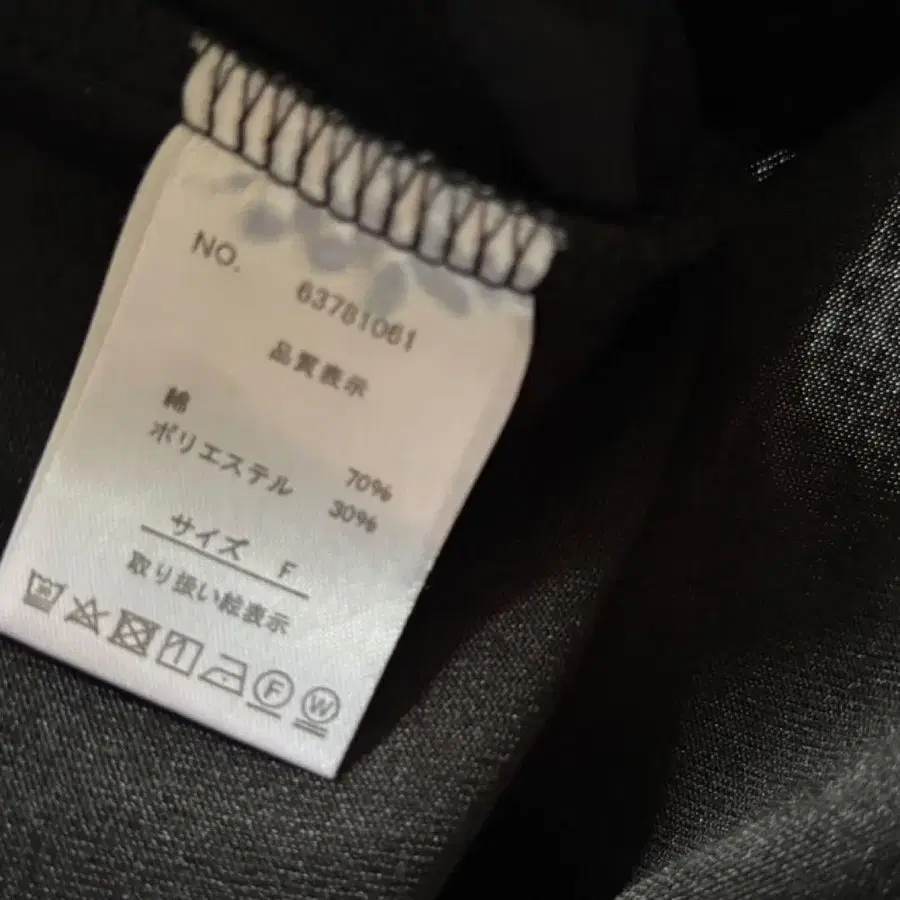 NO.
63781061
品質表示
綿 70%
ポリエステル 30%
サイズ F
取り扱い絵表示
F W